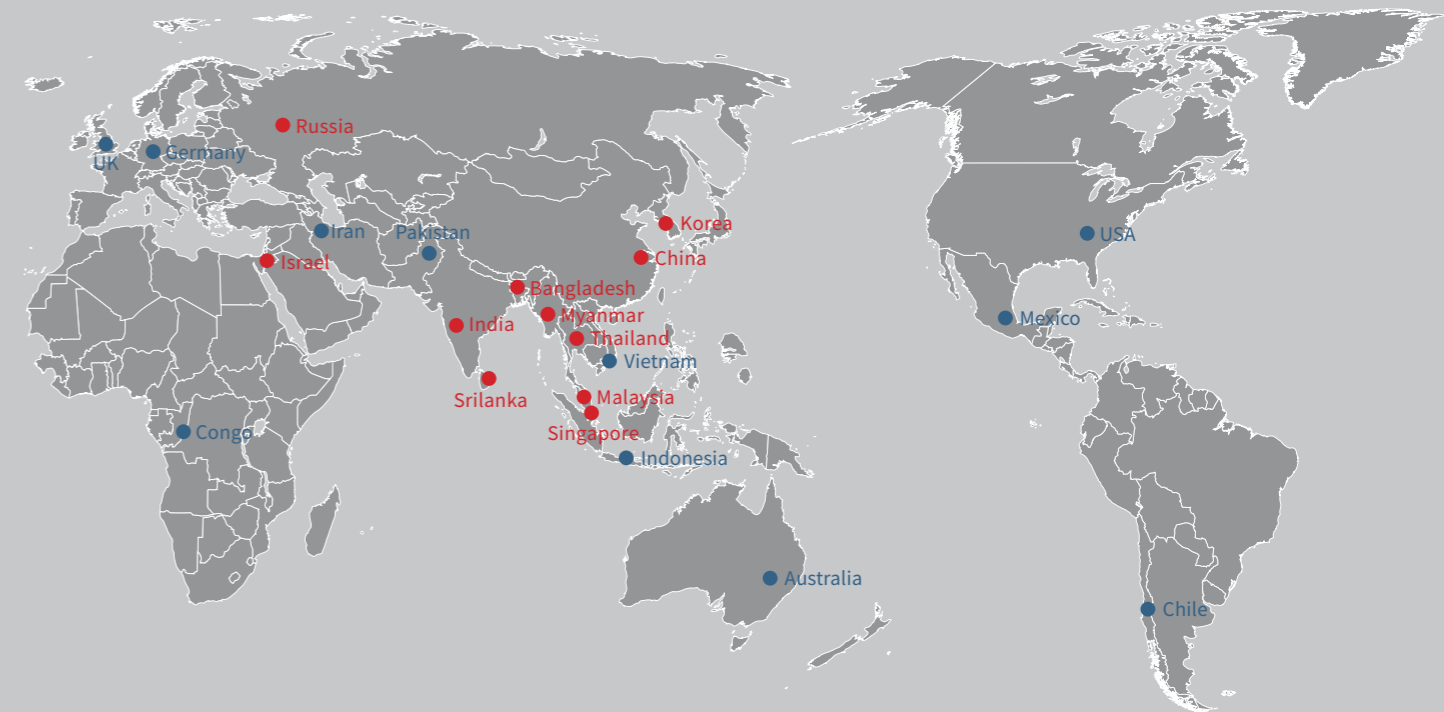 Russia
UK
Germany
Korea
Iran
Pakistan
USA
China
Israel
Bangladesh
Myanmar
Mexico
India
Thailand
Vietnam
Srilanka
Malaysia
Singapore
Congo
Indonesia
Australia
Chile